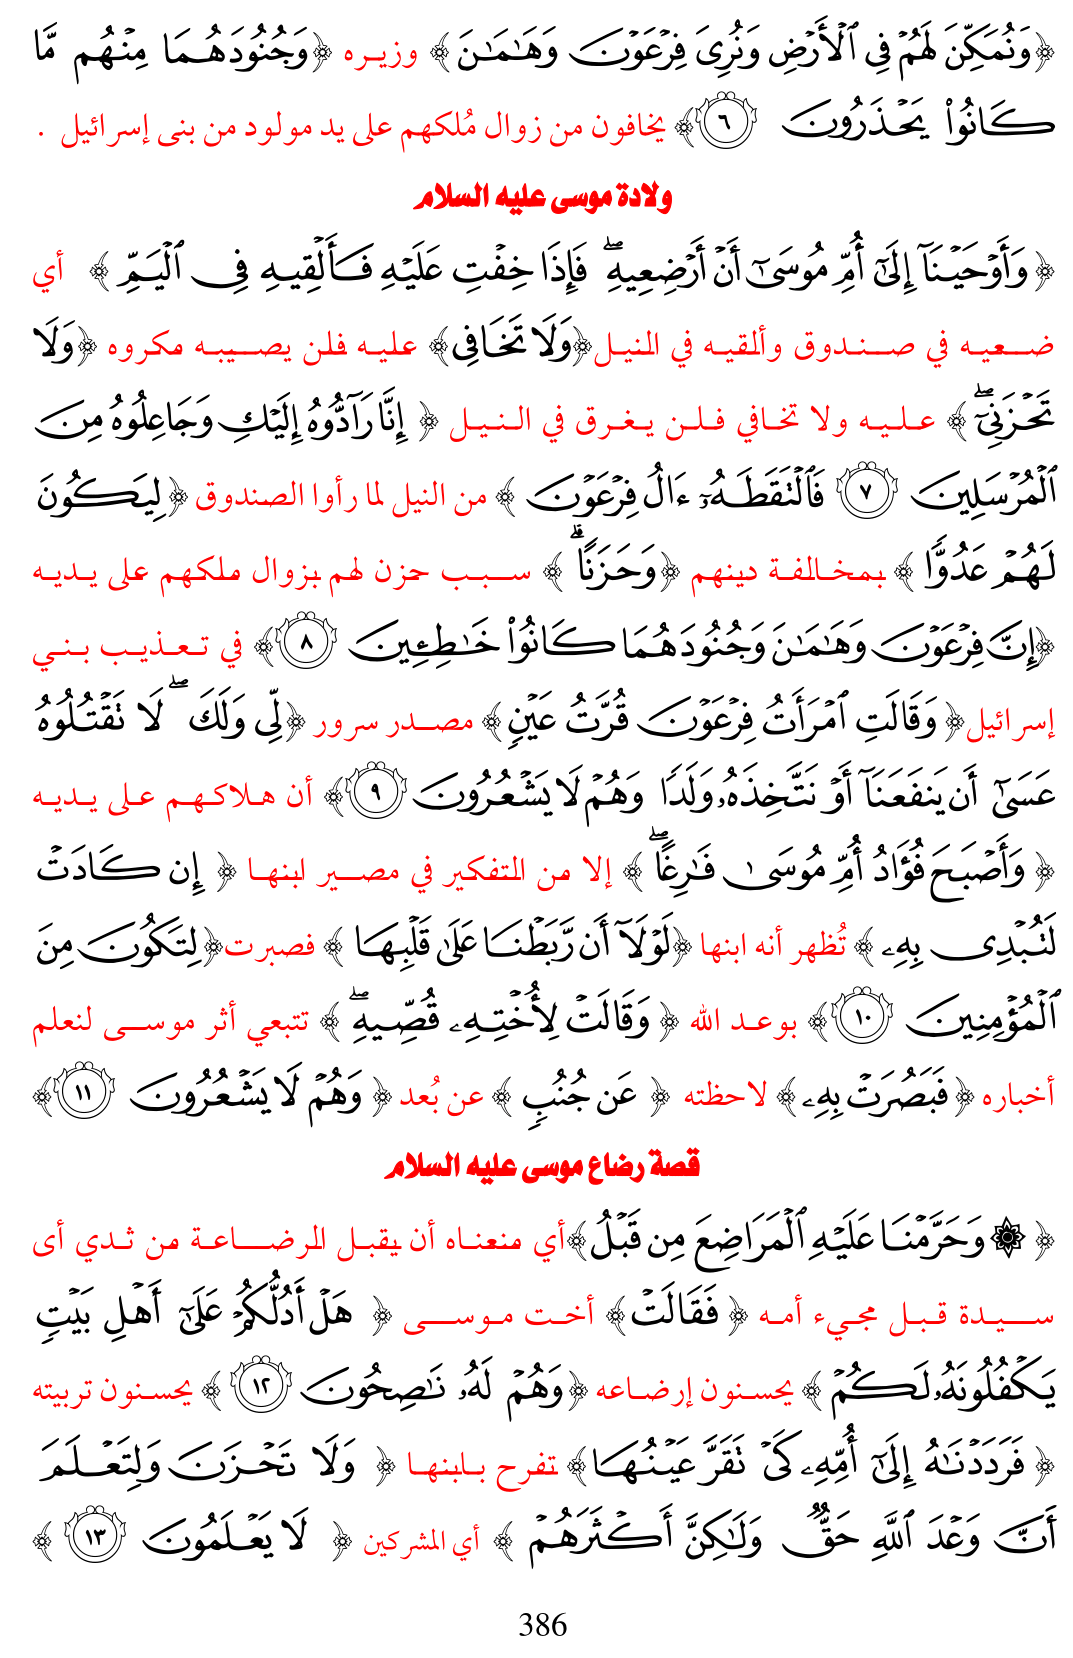 ﴿وَنُمَكِّنَ لَهُمۡ فِي ٱلۡأَرۡضِ وَنُرِيَ فِرۡعَوۡنَ وَهَٰمَٰنَ﴾ وزيره ﴿وَجُنُودَهُمَا مِنۡهُم مَّا
كَانُواْ يَحۡذَرُونَ ٦﴾ يخافون من زوال مُلكهم على يد مولود من بنى إسرائيل .
ولادة موسى عليه السلام
﴿وَأَوۡحَيۡنَآ إِلَىٰٓ أُمِّ مُوسَىٰٓ أَنۡ أَرۡضِعِيهِۖ فَإِذَا خِفۡتِ عَلَيۡهِ فَأَلۡقِيهِ فِي ٱلۡيَمِّ﴾ أي
ضعيه في صندوق وألقيه في النيل﴿وَلَا تَخَافِي﴾ عليه فلن يصيبه مكروه ﴿وَلَا
تَحۡزَنِيٓۖ﴾ عليه ولا تخافي فلن يغرق في النيل ﴿إِنَّا رَآدُّوهُ إِلَيۡكِ وَجَاعِلُوهُ مِنَ
ٱلۡمُرۡسَلِينَ ٧ فَٱلۡتَقَطَهُۥٓ ءَالُ فِرۡعَوۡنَ﴾ من النيل لما رأوا الصندوق ﴿لِيَكُونَ
لَهُمۡ عَدُوّٗا﴾ بمخالفة دينهم ﴿وَحَزَنًاۗ﴾ سبب حزن لهم بزوال ملكهم على يديه
﴿إِنَّ فِرۡعَوۡنَ وَهَٰمَٰنَ وَجُنُودَهُمَا كَانُواْ خَٰطِـِٔينَ ٨﴾ في تعذيب بني
إسرائيل﴿وَقَالَتِ ٱمۡرَأَتُ فِرۡعَوۡنَ قُرَّتُ عَيۡنٖ﴾ مصدر سرور ﴿لِّي وَلَكَۖ لَا تَقۡتُلُوهُ
عَسَىٰٓ أَن يَنفَعَنَآ أَوۡ نَتَّخِذَهُۥ وَلَدٗا وَهُمۡ لَا يَشۡعُرُونَ ٩﴾ أن هلاكهم على يديه
﴿وَأَصۡبَحَ فُؤَادُ أُمِّ مُوسَىٰ فَٰرِغًاۖ﴾ إلا من التفكير في مصير ابنها ﴿إِن كَادَتۡ
لَتُبۡدِي بِهِۦ﴾ تُظهر أنه ابنها ﴿لَوۡلَآ أَن رَّبَطۡنَا عَلَىٰ قَلۡبِهَا﴾ فصبرت﴿لِتَكُونَ مِنَ
ٱلۡمُؤۡمِنِينَ ١٠﴾ بوعد الله ﴿وَقَالَتۡ لِأُخۡتِهِۦ قُصِّيهِۖ﴾ تتبعي أثر موسى لنعلم
أخباره ﴿فَبَصُرَتۡ بِهِۦ﴾ لاحظته ﴿عَن جُنُبٖ﴾ عن بُعد ﴿وَهُمۡ لَا يَشۡعُرُونَ ١١﴾
قصة رضاع موسى عليه السلام
﴿۞وَحَرَّمۡنَا عَلَيۡهِ ٱلۡمَرَاضِعَ مِن قَبۡلُ﴾أي منعناه أن يقبل الرضاعة من ثدي أى
سيدة قبل مجيء أمه ﴿فَقَالَتۡ﴾ أخت موسى ﴿هَلۡ أَدُلُّكُمۡ عَلَىٰٓ أَهۡلِ بَيۡتٖ
يَكۡفُلُونَهُۥ لَكُمۡ﴾ يحسنون إرضاعه ﴿وَهُمۡ لَهُۥ نَٰصِحُونَ ١٢﴾ يحسنون تربيته
﴿فَرَدَدۡنَٰهُ إِلَىٰٓ أُمِّهِۦ كَيۡ تَقَرَّ عَيۡنُهَا﴾ تفرح بابنها ﴿وَلَا تَحۡزَنَ وَلِتَعۡلَمَ
أَنَّ وَعۡدَ ٱللَّهِ حَقّٞ وَلَٰكِنَّ أَكۡثَرَهُمۡ﴾ أي المشركين ﴿لَا يَعۡلَمُونَ ١٣﴾
386